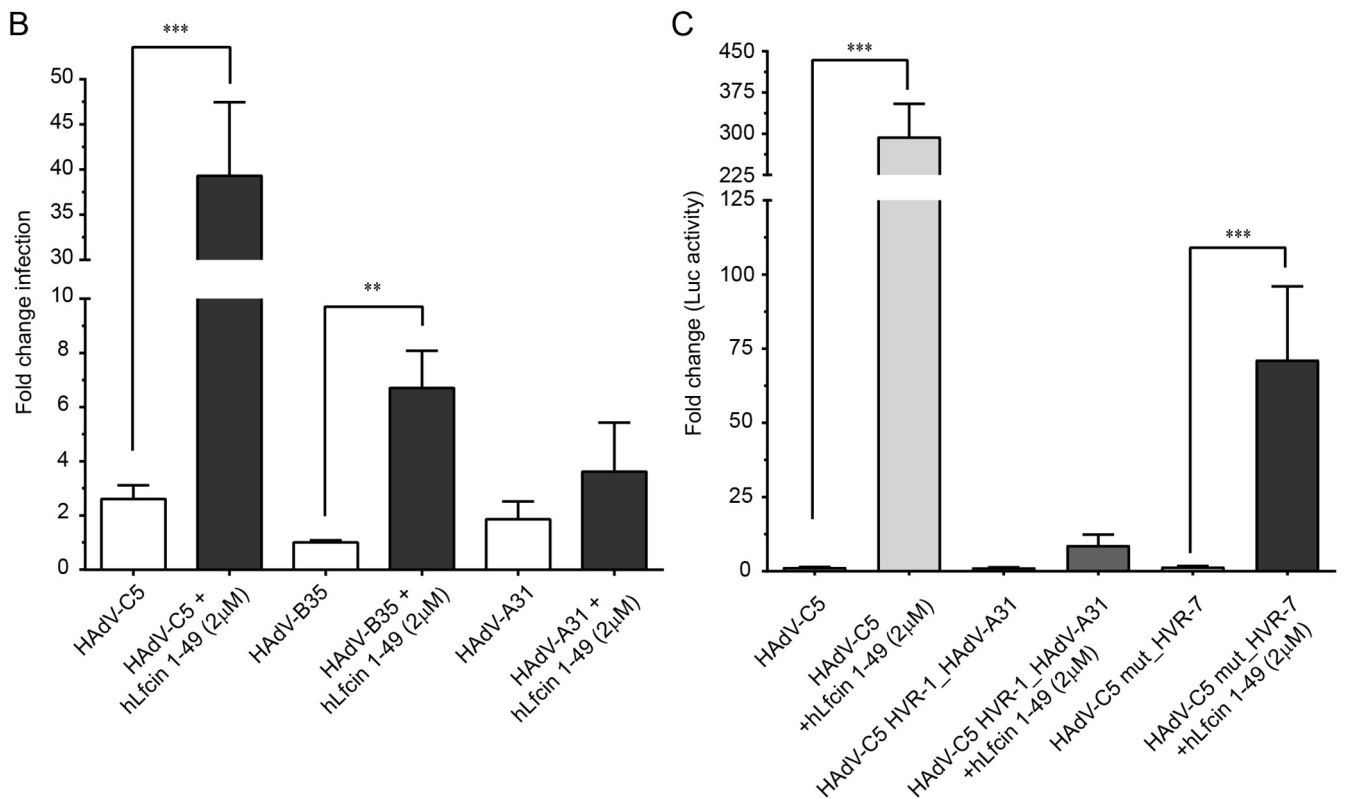 B
***
50
45
40
35
30
10
8
6
4
2
0
Fold change infection
**
HAdV-C5
HAdV-C5 +
hLfcin 1-49 (2µM)
HAdV-B35
HAdV-B35 +
hLfcin 1-49 (2µM)
HAdV-A31
HAdV-A31 +
hLfcin 1-49 (2µM)
C
***
450
375
300
225
125
100
75
50
25
0
Fold change (Luc activity)
***
HAdV-C5
HAdV-C5
+hLfcin 1-49 (2µM)
HAdV-C5 HVR-1_HAdV-A31
HAdV-C5 HVR-1_HAdV-A31
+hLfcin 1-49 (2µM)
HAdV-C5 mut_HVR-7
HAdV-C5 mut_HVR-7
+hLfcin 1-49 (2µM)